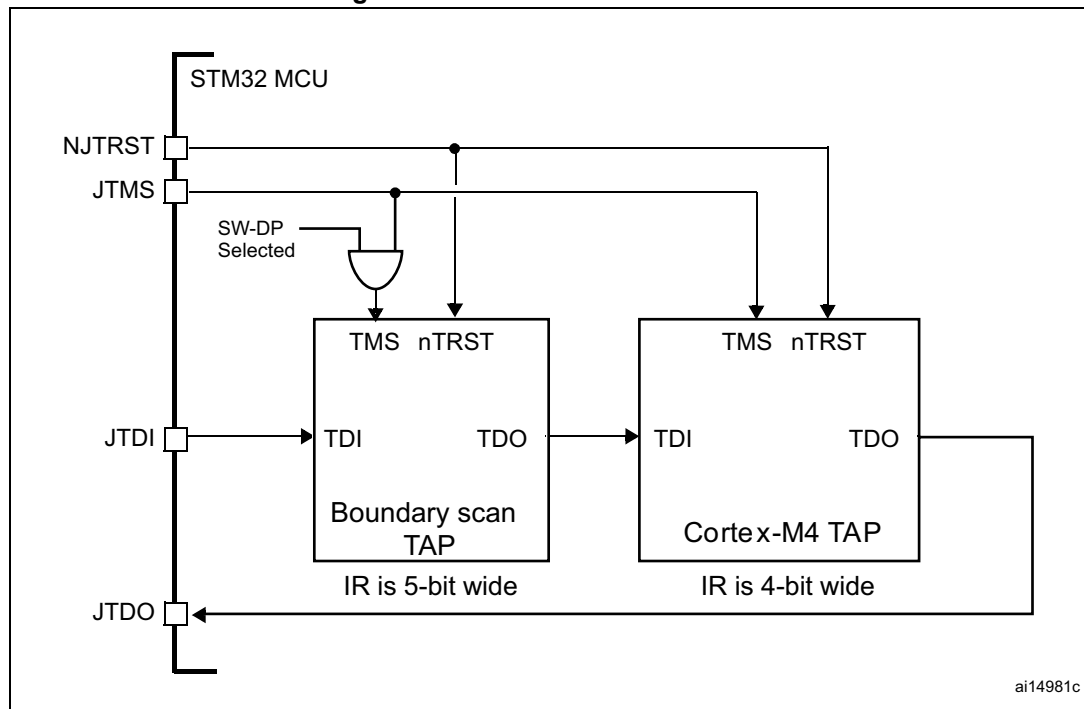 STM32 MCU
NJTRST
JTMS
SW-DP
Selected
TMS nTRST
TMS nTRST
JTDI
TDI
TDO
TDI
TDO
Boundary scan
TAP
Cortex-M4 TAP
IR is 5-bit wide
IR is 4-bit wide
JTDO
ai14981c